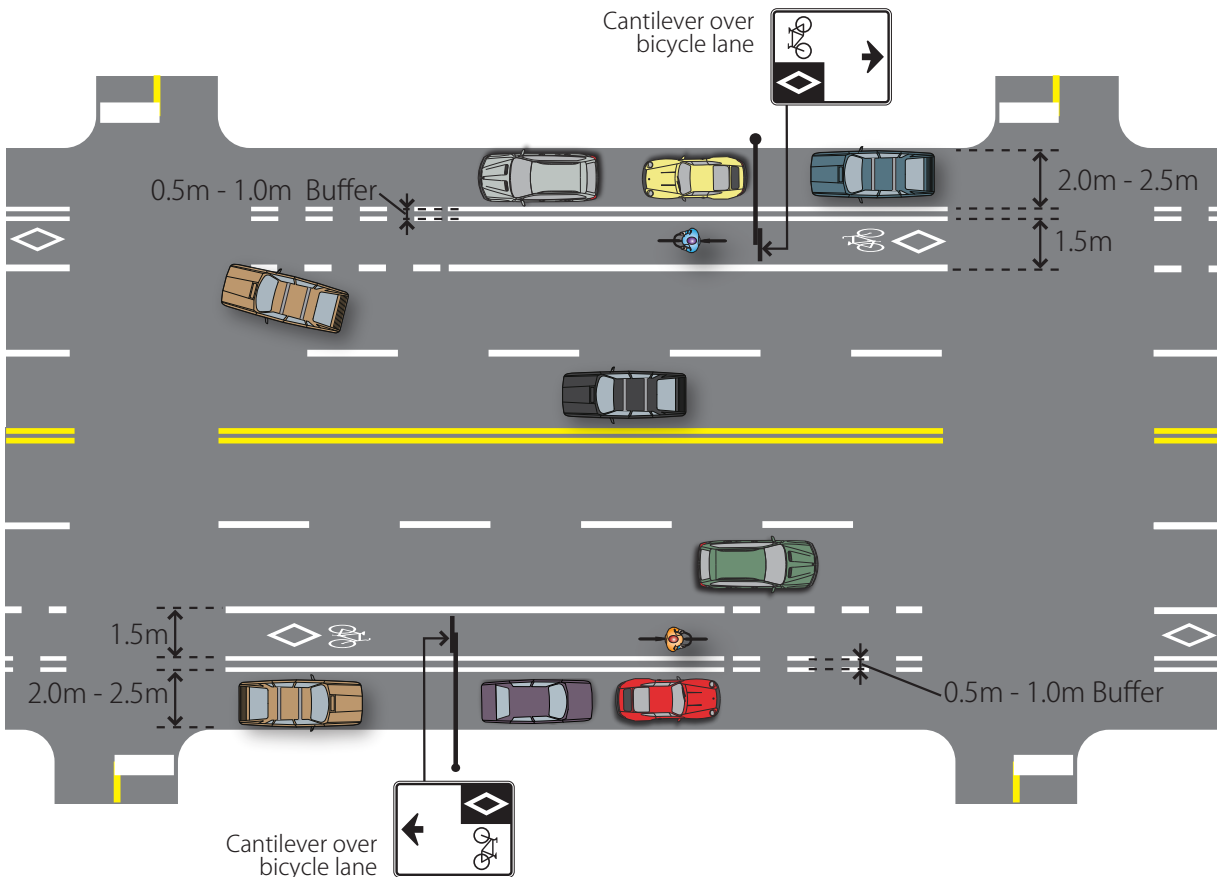 Cantilever over
bicycle lane
0.5m - 1.0m Buffer
2.0m - 2.5m
1.5m
1.5m
2.0m - 2.5m
0.5m - 1.0m Buffer
Cantilever over
bicycle lane